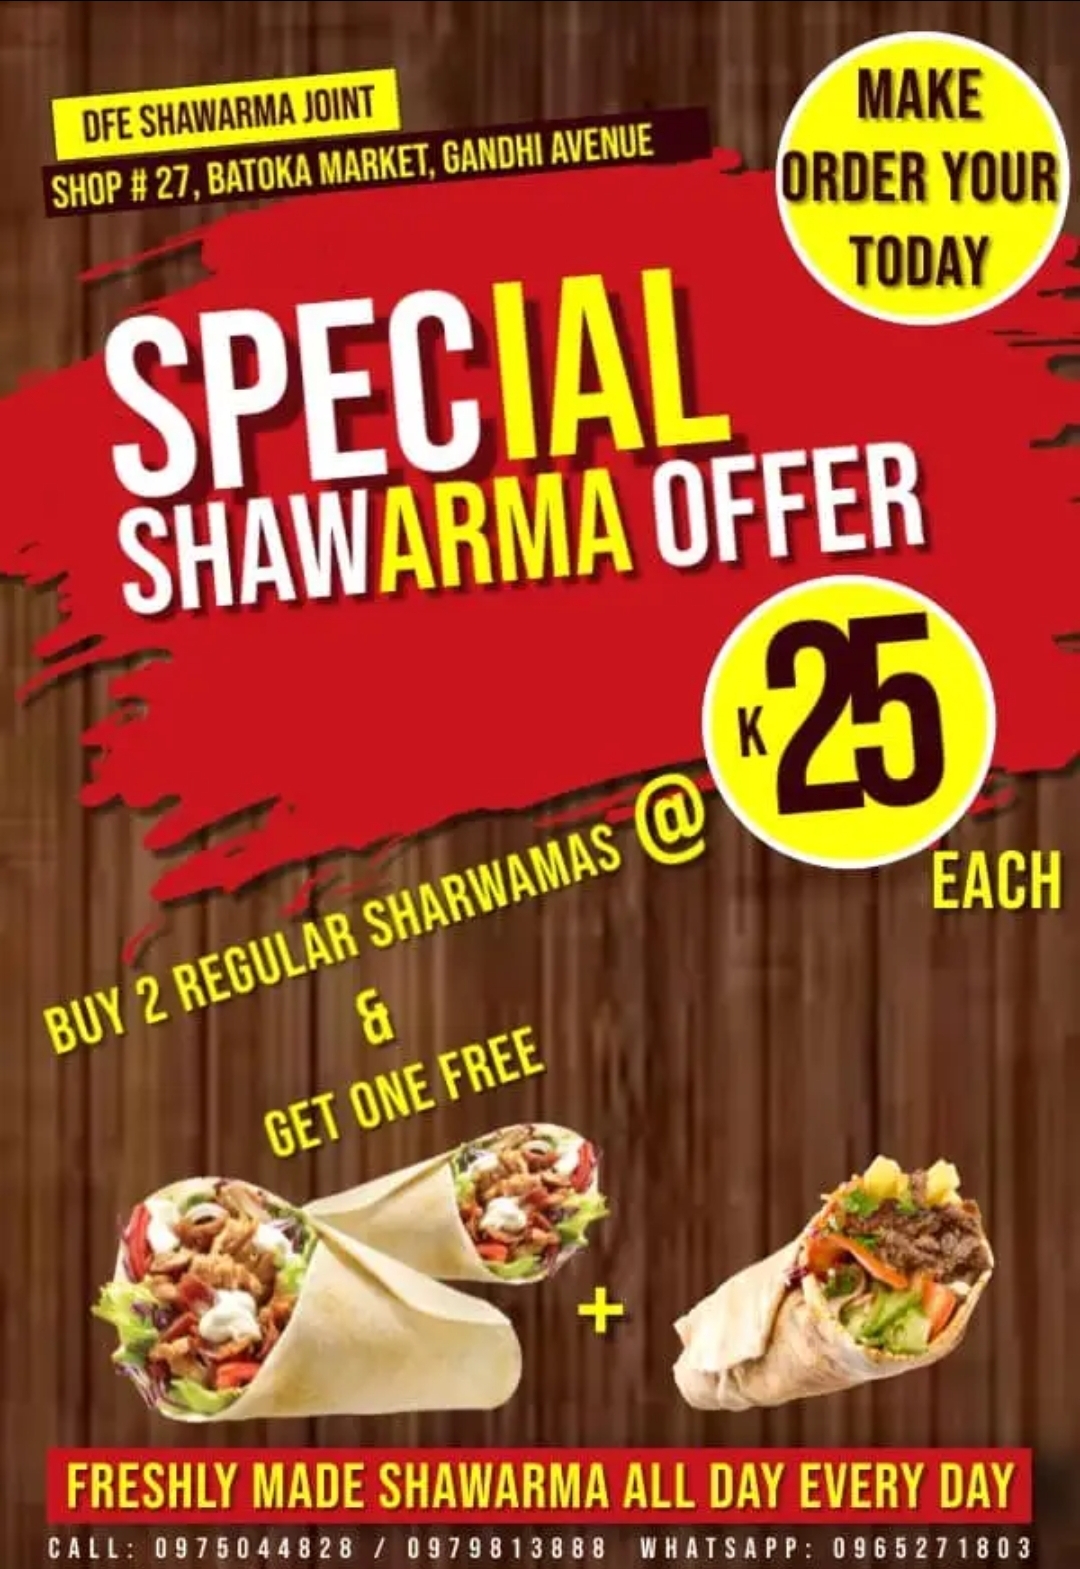 DFE SHAWARMA JOINT
SHOP # 27, BATOKA MARKET, GANDHI AVENUE
MAKE
ORDER YOUR
TODAY
SPECIAL
SHAWARMA OFFER
K25
EACH
BUY 2 REGULAR SHARWAMAS @
&
GET ONE FREE
+
FRESHLY MADE SHAWARMA ALL DAY EVERY DAY
CALL: 0975044828 / 0979813888 WHATSAPP: 0965271803